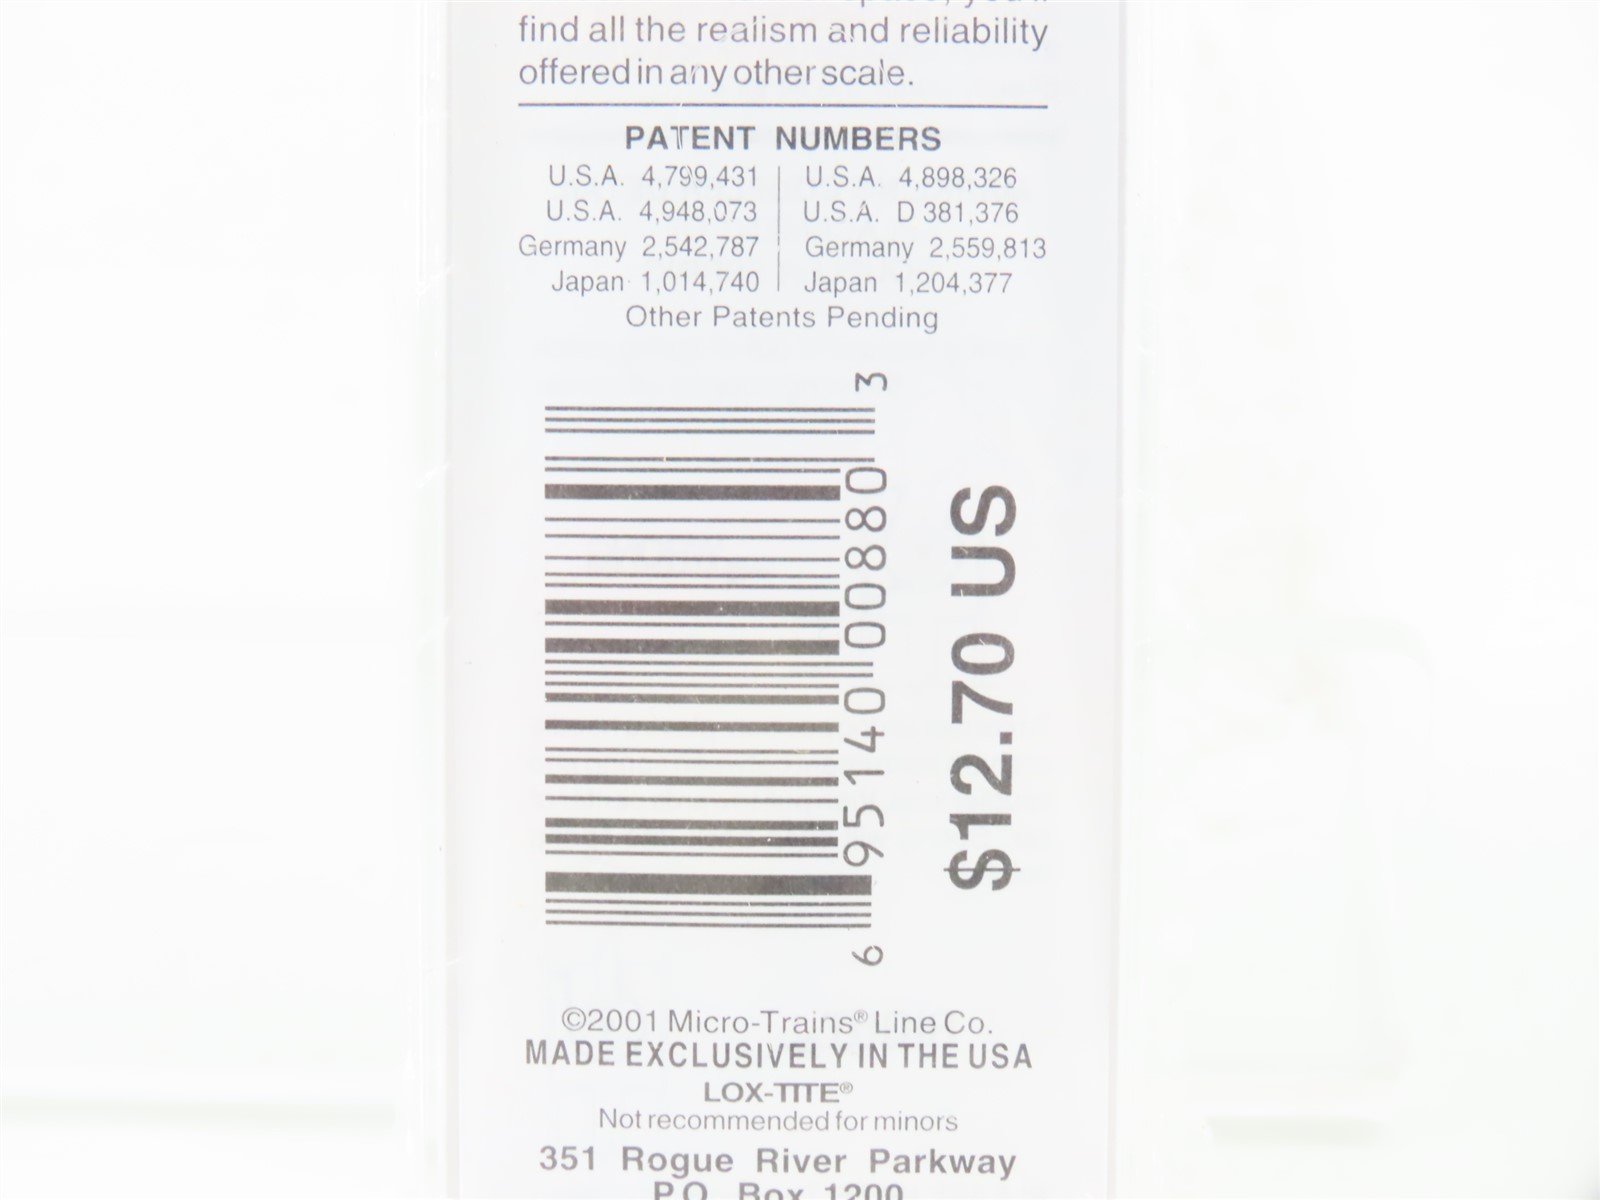 find all the realism and reliability
offered in any other scale.
PATENT NUMBERS
U.S.A. 4,799,431 | U.S.A. 4,898,326
U.S.A. 4,948,073 | U.S.A. D 381,376
Germany 2,542,787 | Germany 2,559,813
Japan 1,014,740 | Japan 1,204,377
Other Patents Pending
6 95140 00880 3
$12.70 US
©2001 Micro-Trains® Line Co.
MADE EXCLUSIVELY IN THE USA
LOX-TITE®
Not recommended for minors
351 Rogue River Parkway
P.O. Box 1200